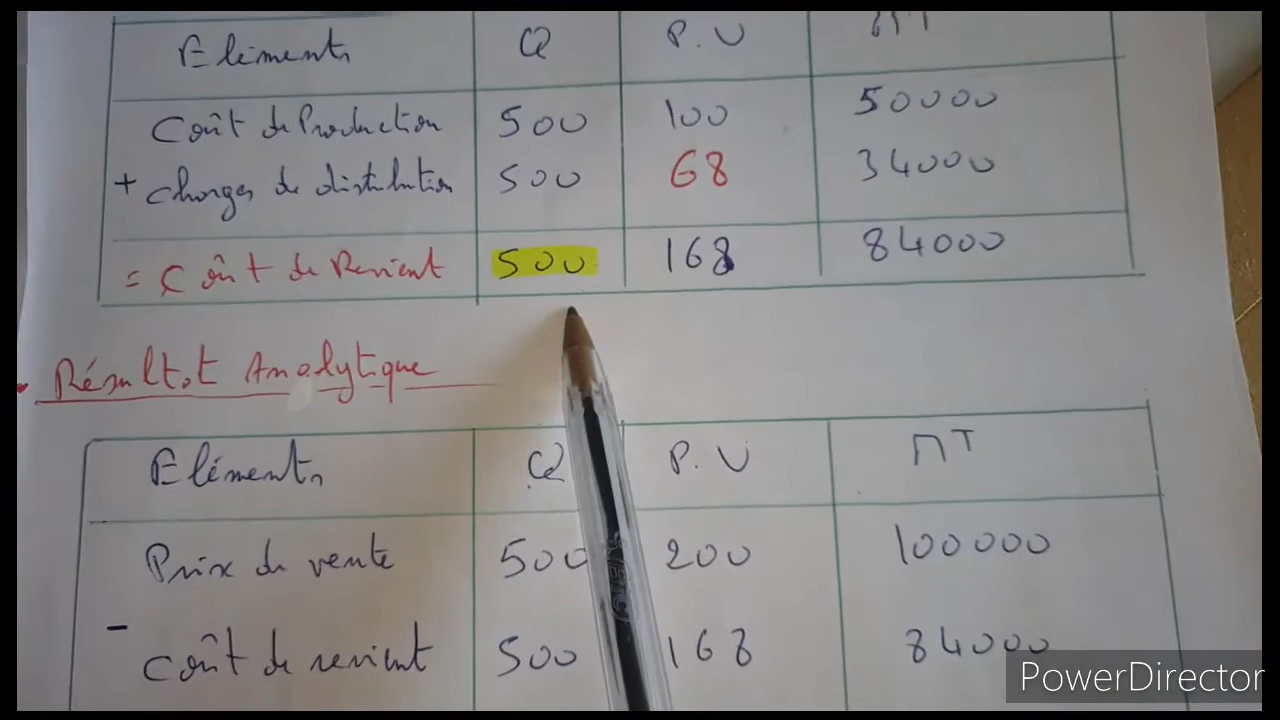 Eléments Q P.U
Coût de Production 500 100 50000
+ charges de distribution 500 68 34000
= Coût de Revient 500 168 84000
. Résultat Analytique
Eléments Q P.U MT
Prix de vente 500 200 100000
- Coût de revient 500 168 84000
PowerDirector